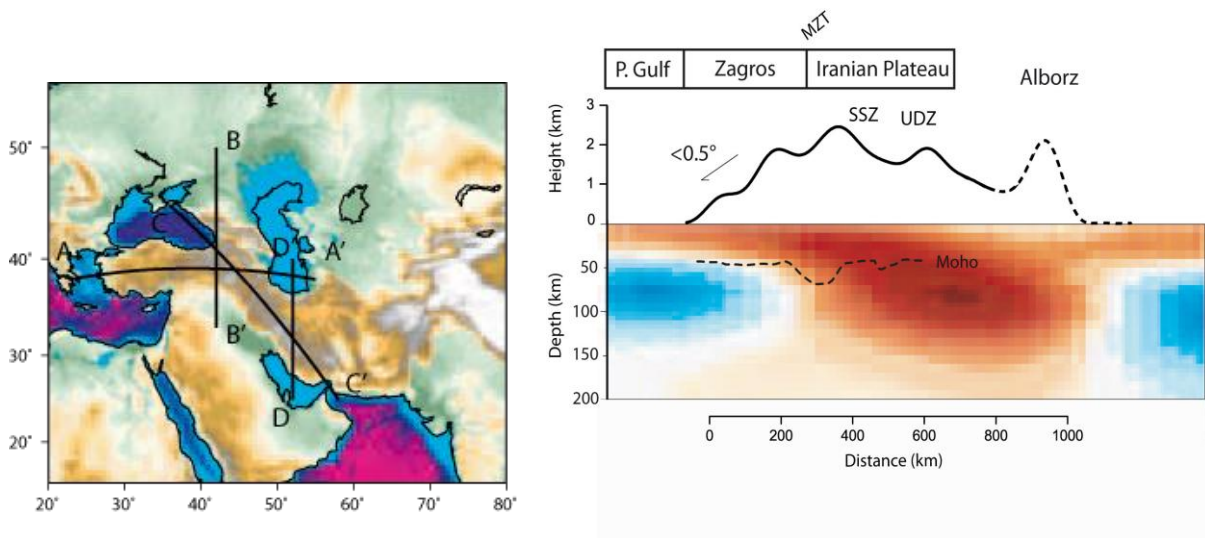 50°
40°
30°
20°
20° 30° 40° 50° 60° 70° 80°
B
C
D'
A'
A
B'
C'
D
MZT
P. Gulf Zagros Iranian Plateau
Alborz
Height (km)
3
2
1
0
SSZ UDZ
<0.5°
Depth (km)
50
100
150
200
Moho
0 200 400 600 800 1000
Distance (km)